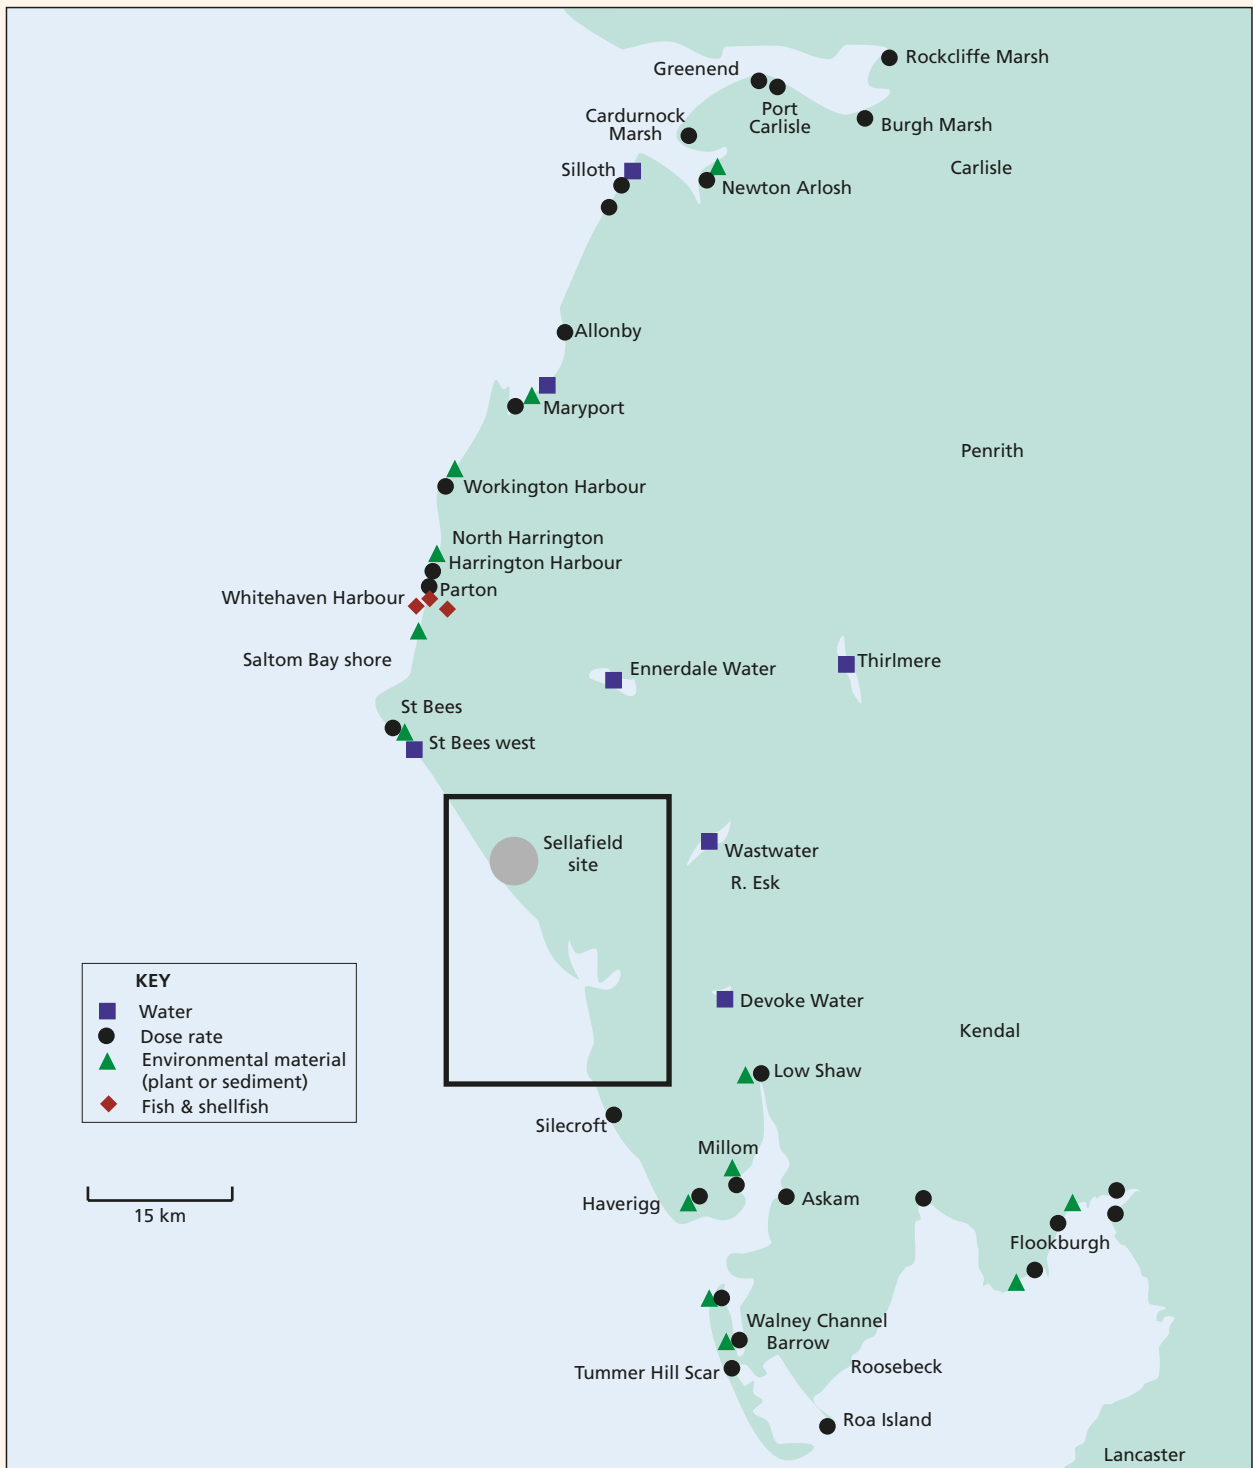 Rockcliffe Marsh
Greenend
Port
Carlisle
Cardurnock
Marsh
Burgh Marsh
Carlisle
Silloth
Newton Arlosh
Allonby
Maryport
Penrith
Workington Harbour
North Harrington
Harrington Harbour
Parton
Whitehaven Harbour
Saltom Bay shore
Ennerdale Water
Thirlmere
St Bees
St Bees west
Sellafield
site
Wastwater
R. Esk
KEY
Water
Dose rate
Environmental material
(plant or sediment)
Fish & shellfish
Devoke Water
Kendal
Low Shaw
Silecroft
Millom
Haverigg
Askam
15 km
Flookburgh
Walney Channel
Barrow
Tummer Hill Scar
Roosebeck
Roa Island
Lancaster